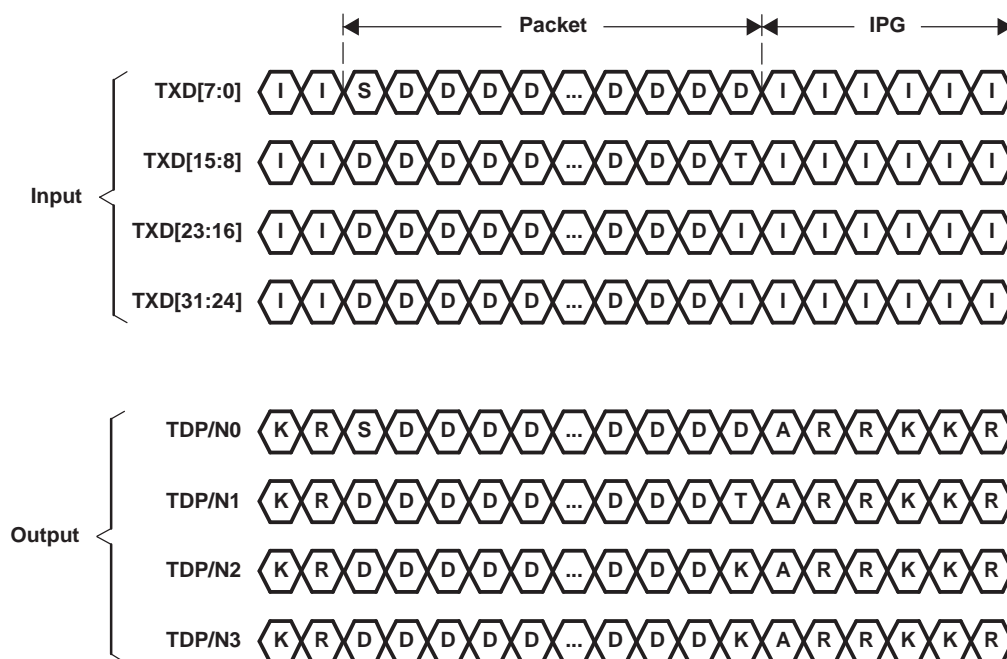 Packet IPG
TXD[7:0] I I S D D D D ... D D D D I I I I I I
TXD[15:8] I I D D D D D ... D D D T I I I I I I
Input
TXD[23:16] I I D D D D D ... D D D I I I I I I I
TXD[31:24] I I D D D D D ... D D D I I I I I I I
TDP/N0 K R S D D D D ... D D D D A R R K K R
TDP/N1 K R D D D D D ... D D D T A R R K K R
Output
TDP/N2 K R D D D D D ... D D D K A R R K K R
TDP/N3 K R D D D D D ... D D D K A R R K K R